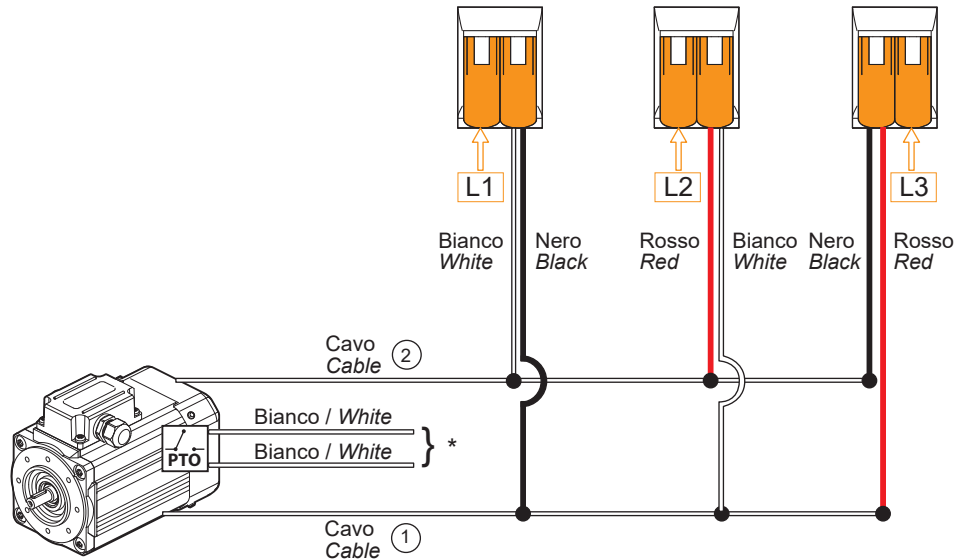 L1
L2
L3
Bianco
White
Nero
Black
Rosso
Red
Bianco
White
Nero
Black
Rosso
Red
Cavo
Cable 2
Bianco / White
Bianco / White
} *
PTO
Cavo
Cable 1